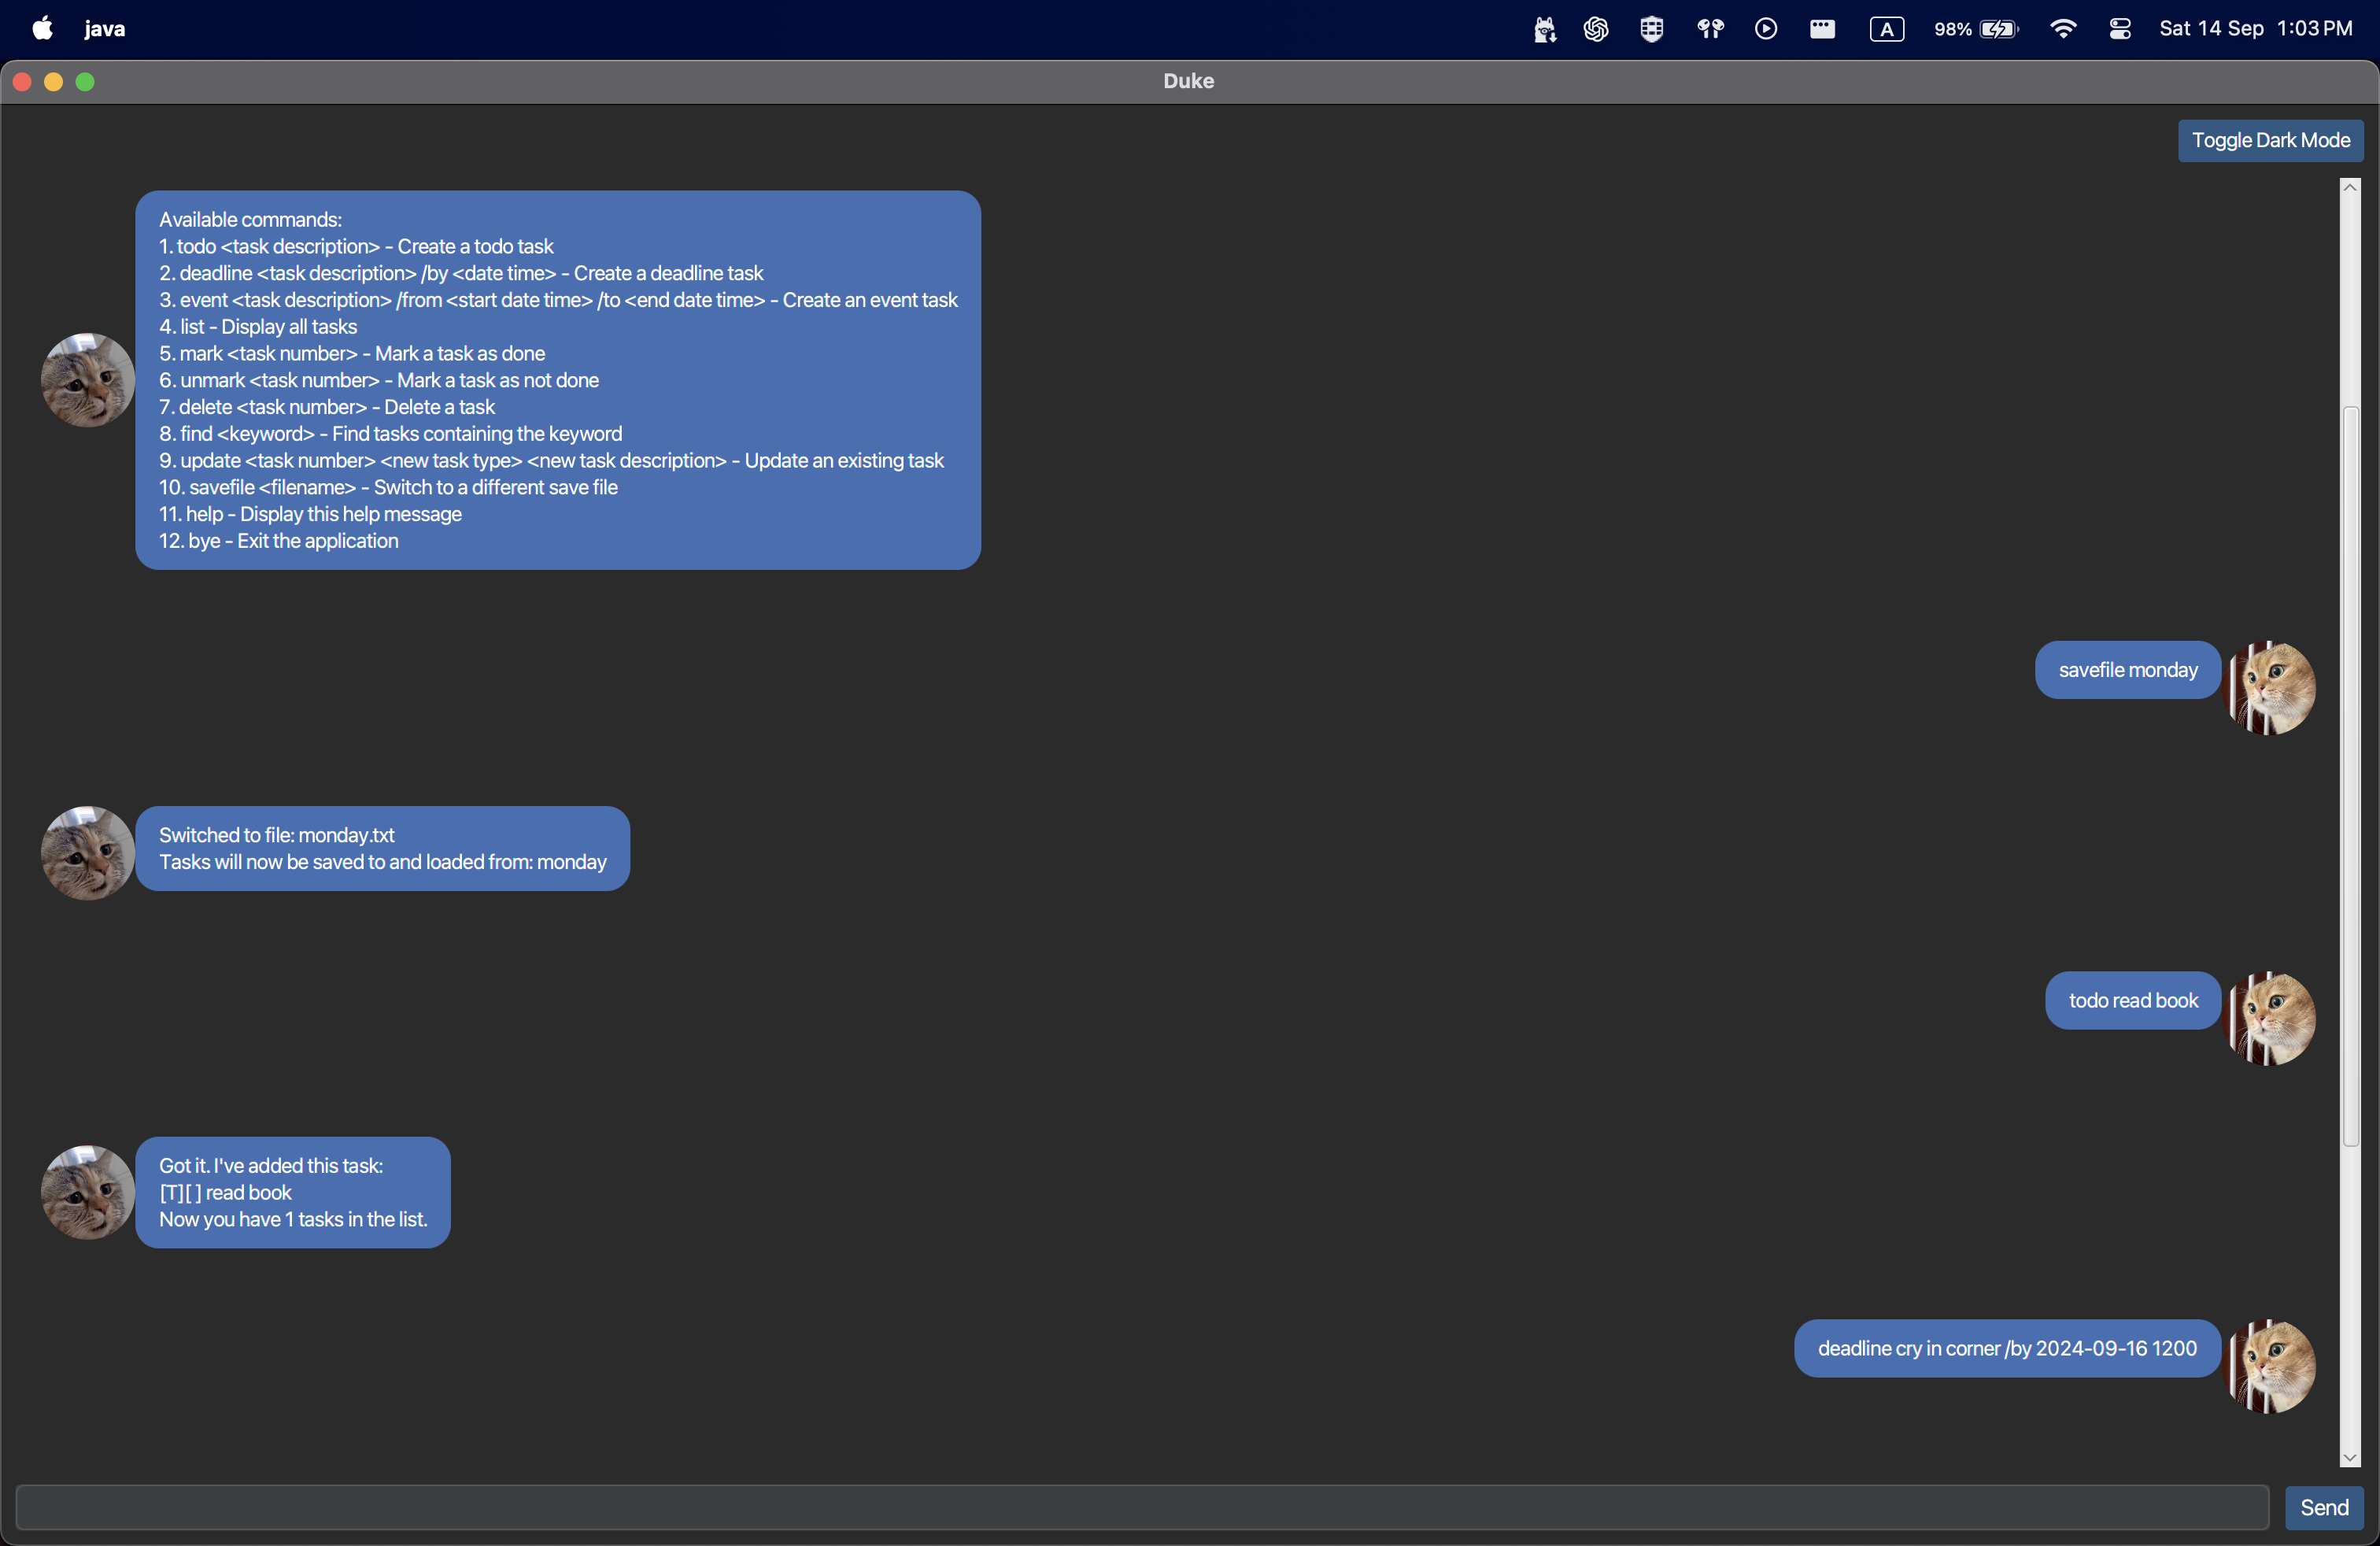 java
A
98%
Sat 14 Sep 1:03 PM
Duke
Toggle Dark Mode
Available commands:
1. todo <task description> - Create a todo task
2. deadline <task description> /by <date time> - Create a deadline task
3. event <task description> /from <start date time> /to <end date time> - Create an event task
4. list - Display all tasks
5. mark <task number> - Mark a task as done
6. unmark <task number> - Mark a task as not done
7. delete <task number> - Delete a task
8. find <keyword> - Find tasks containing the keyword
9. update <task number> <new task type> <new task description> - Update an existing task
10. savefile <filename> - Switch to a different save file
11. help - Display this help message
12. bye - Exit the application
savefile monday
Switched to file: monday.txt
Tasks will now be saved to and loaded from: monday
todo read book
Got it. I've added this task:
[T][ ] read book
Now you have 1 tasks in the list.
deadline cry in corner /by 2024-09-16 1200
Send